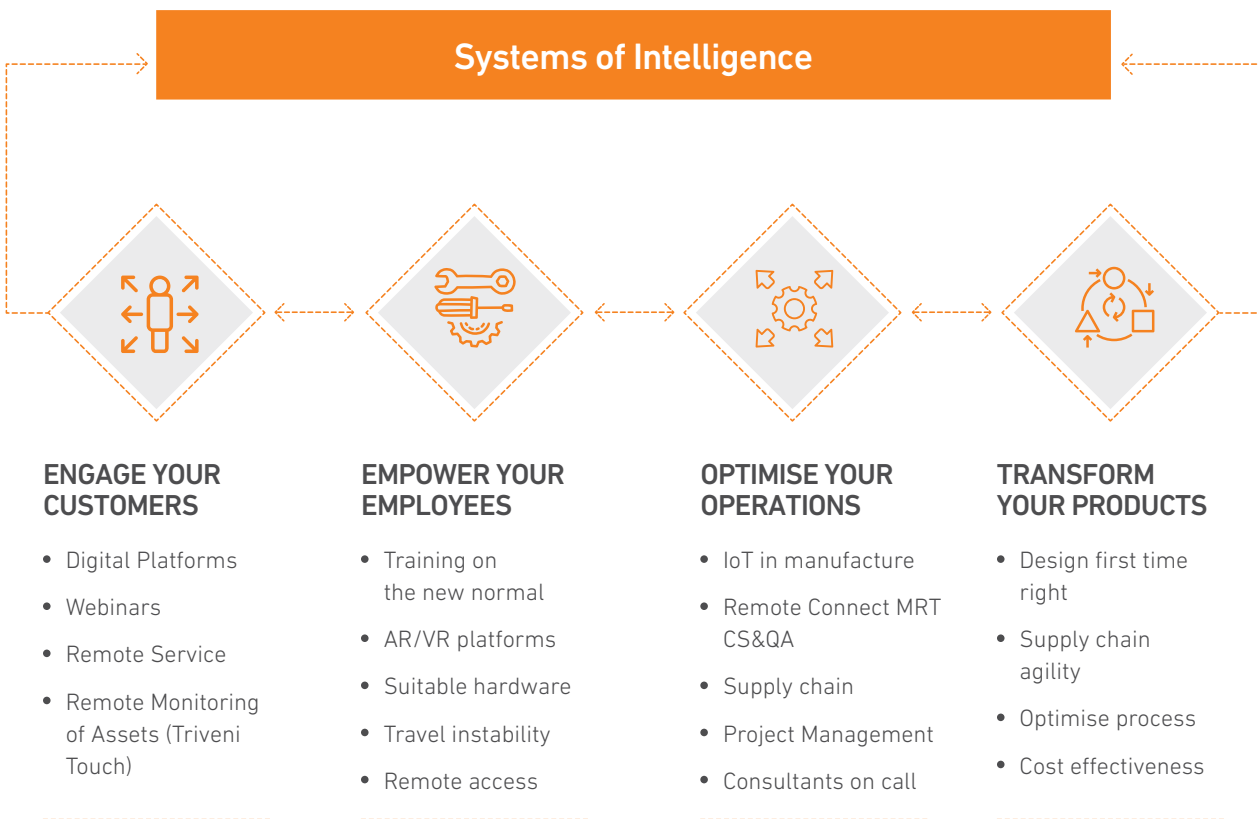 Systems of Intelligence
ENGAGE YOUR
CUSTOMERS
• Digital Platforms
• Webinars
• Remote Service
• Remote Monitoring
of Assets (Triveni
Touch)
EMPOWER YOUR
EMPLOYEES
• Training on
the new normal
• AR/VR platforms
• Suitable hardware
• Travel instability
• Remote access
OPTIMISE YOUR
OPERATIONS
• IoT in manufacture
• Remote Connect MRT
CS&QA
• Supply chain
• Project Management
• Consultants on call
TRANSFORM
YOUR PRODUCTS
• Design first time
right
• Supply chain
agility
• Optimise process
• Cost effectiveness